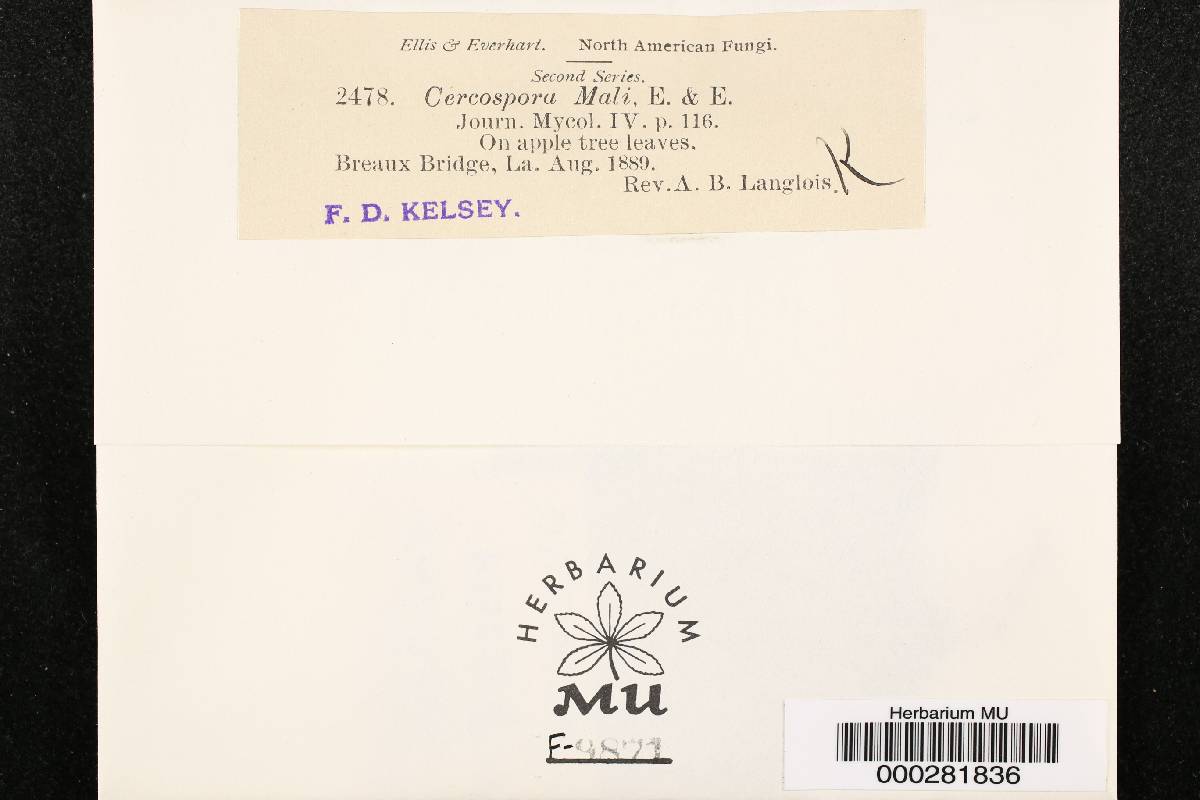 Ellis & Everhart. North American Fungi.
Second Series.
2478. Cercospora Mali, E. & E.
Journ. Mycol. IV. p. 116.
On apple tree leaves.
Breaux Bridge, La. Aug. 1889.
Rev. A. B. Langlois.
K
F. D. KELSEY.
HERBARIUM
MU
F-9871
Herbarium MU
000281836